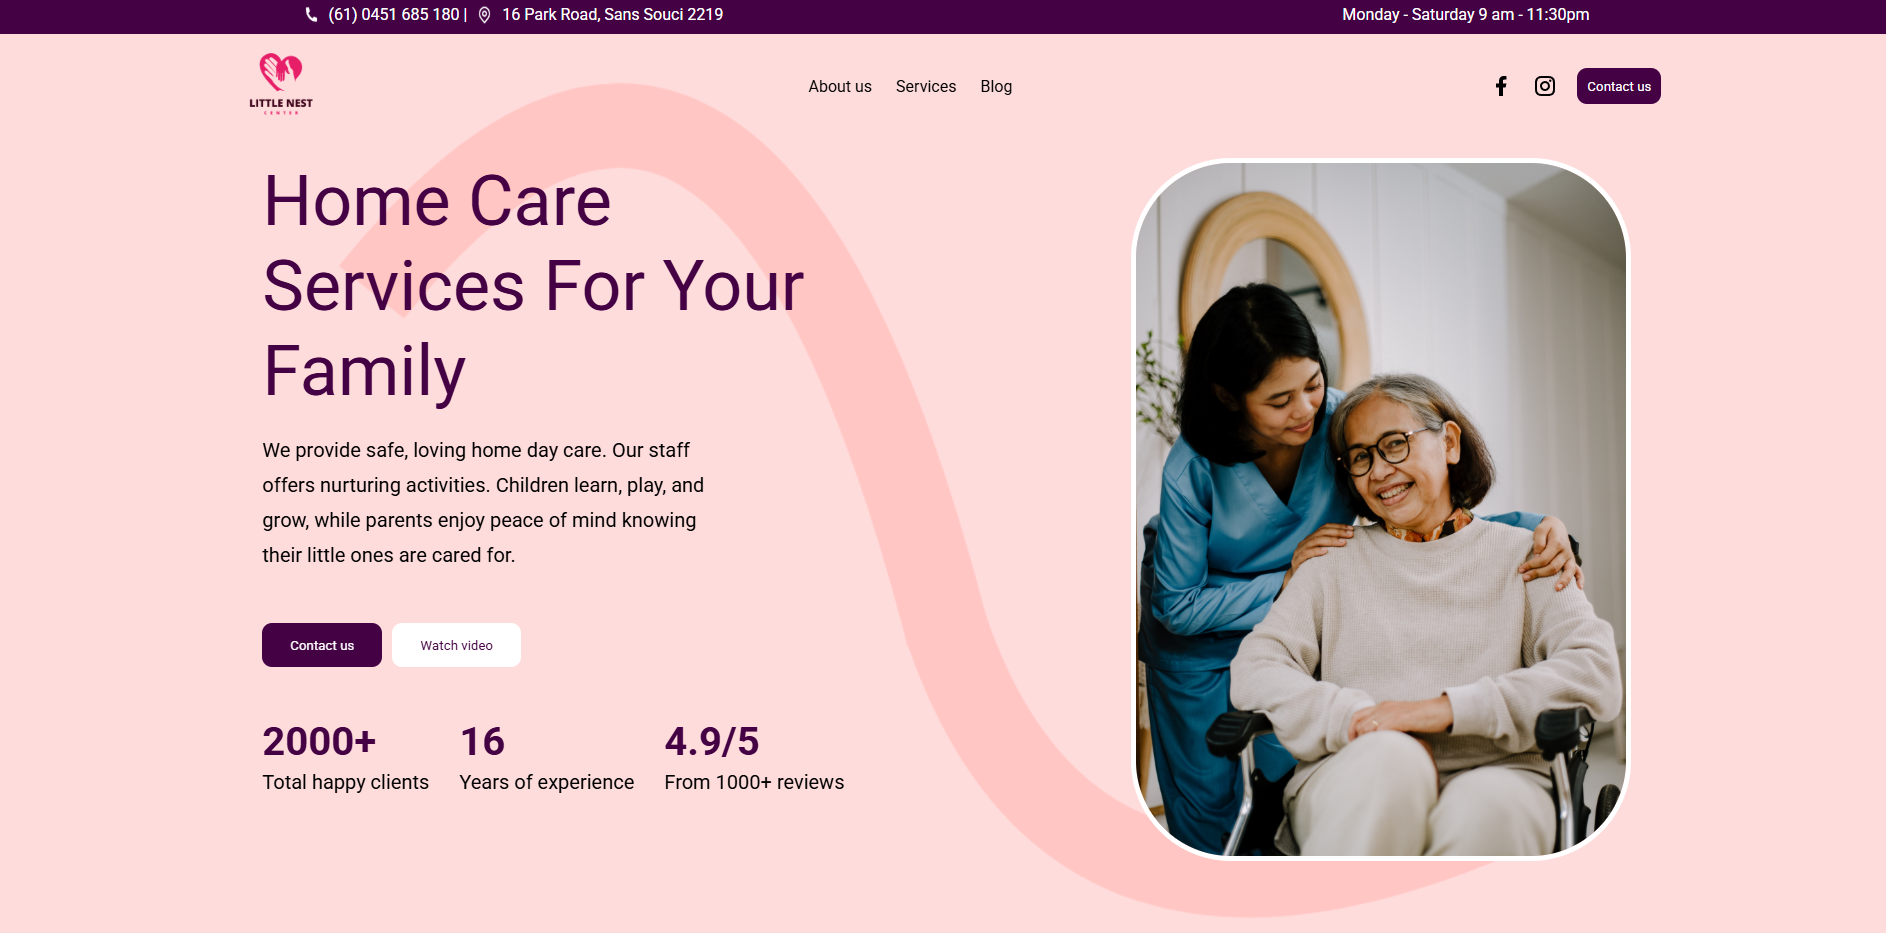 (61) 0451 685 180 | 16 Park Road, Sans Souci 2219
Monday - Saturday 9 am - 11:30pm
LITTLE NEST
CENTER
About us Services Blog
Contact us
Home Care
Services For Your
Family
We provide safe, loving home day care. Our staff
offers nurturing activities. Children learn, play, and
grow, while parents enjoy peace of mind knowing
their little ones are cared for.
Contact us
Watch video
2000+
Total happy clients
16
Years of experience
4.9/5
From 1000+ reviews